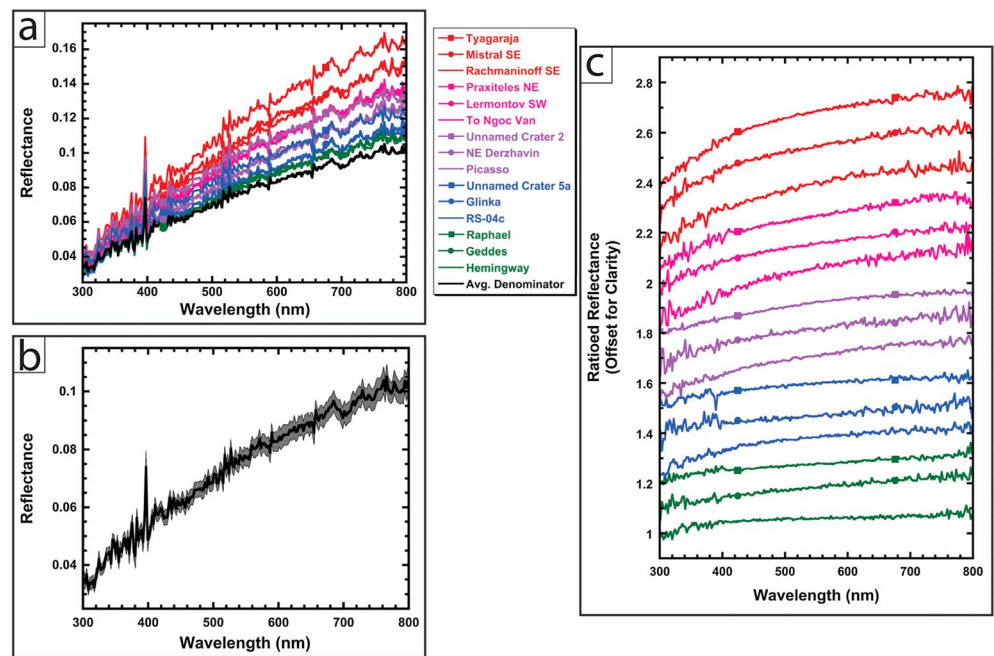 a
0.16
0.14
0.12
0.1
0.08
0.06
0.04
Reflectance
300 400 500 600 700 800
Wavelength (nm)
Tyagaraja
Mistral SE
Rachmaninoff SE
Praxiteles NE
Lermontov SW
To Ngoc Van
Unnamed Crater 2
NE Derzhavin
Picasso
Unnamed Crater 5a
Glinka
RS-04c
Raphael
Geddes
Hemingway
Avg. Denominator
b
0.1
0.08
0.06
0.04
Reflectance
300 400 500 600 700 800
Wavelength (nm)
c
2.8
2.6
2.4
2.2
2
1.8
1.6
1.4
1.2
1
Ratioed Reflectance
(Offset for Clarity)
300 400 500 600 700 800
Wavelength (nm)